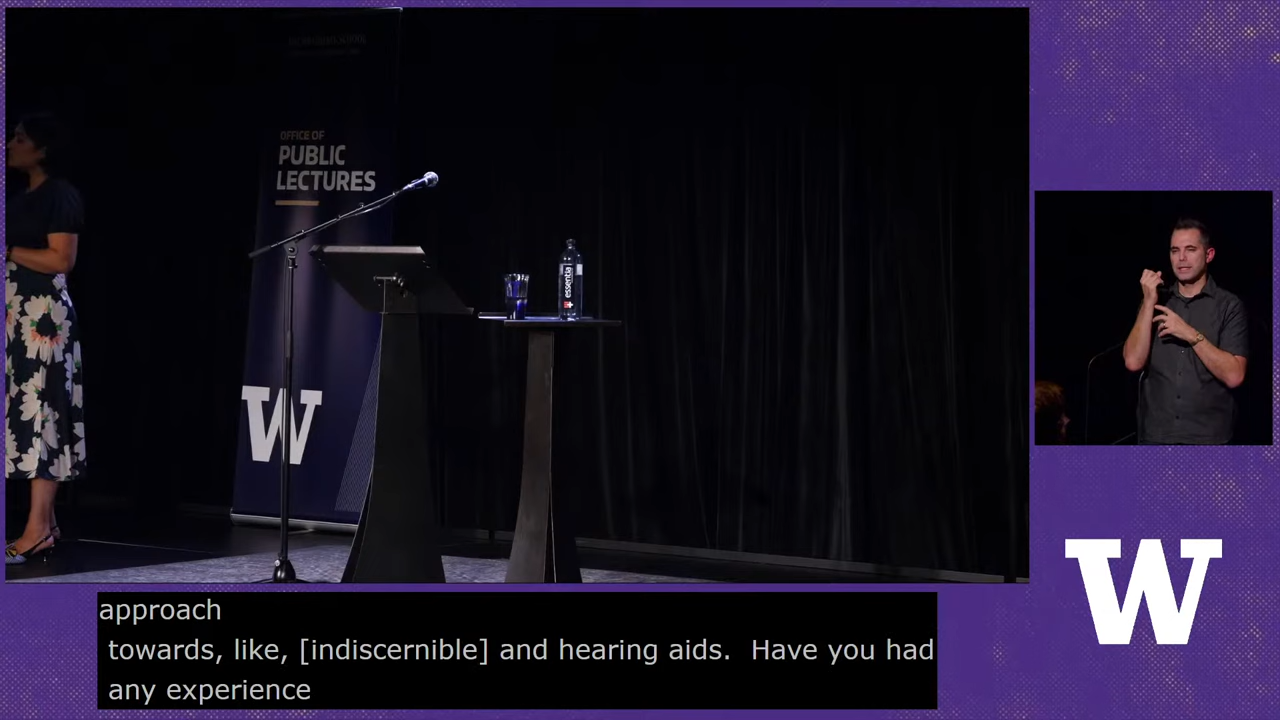 OFFICE OF
PUBLIC
LECTURES
essentia
W
W
approach
towards, like, [indiscernible] and hearing aids.  Have you had
any experience